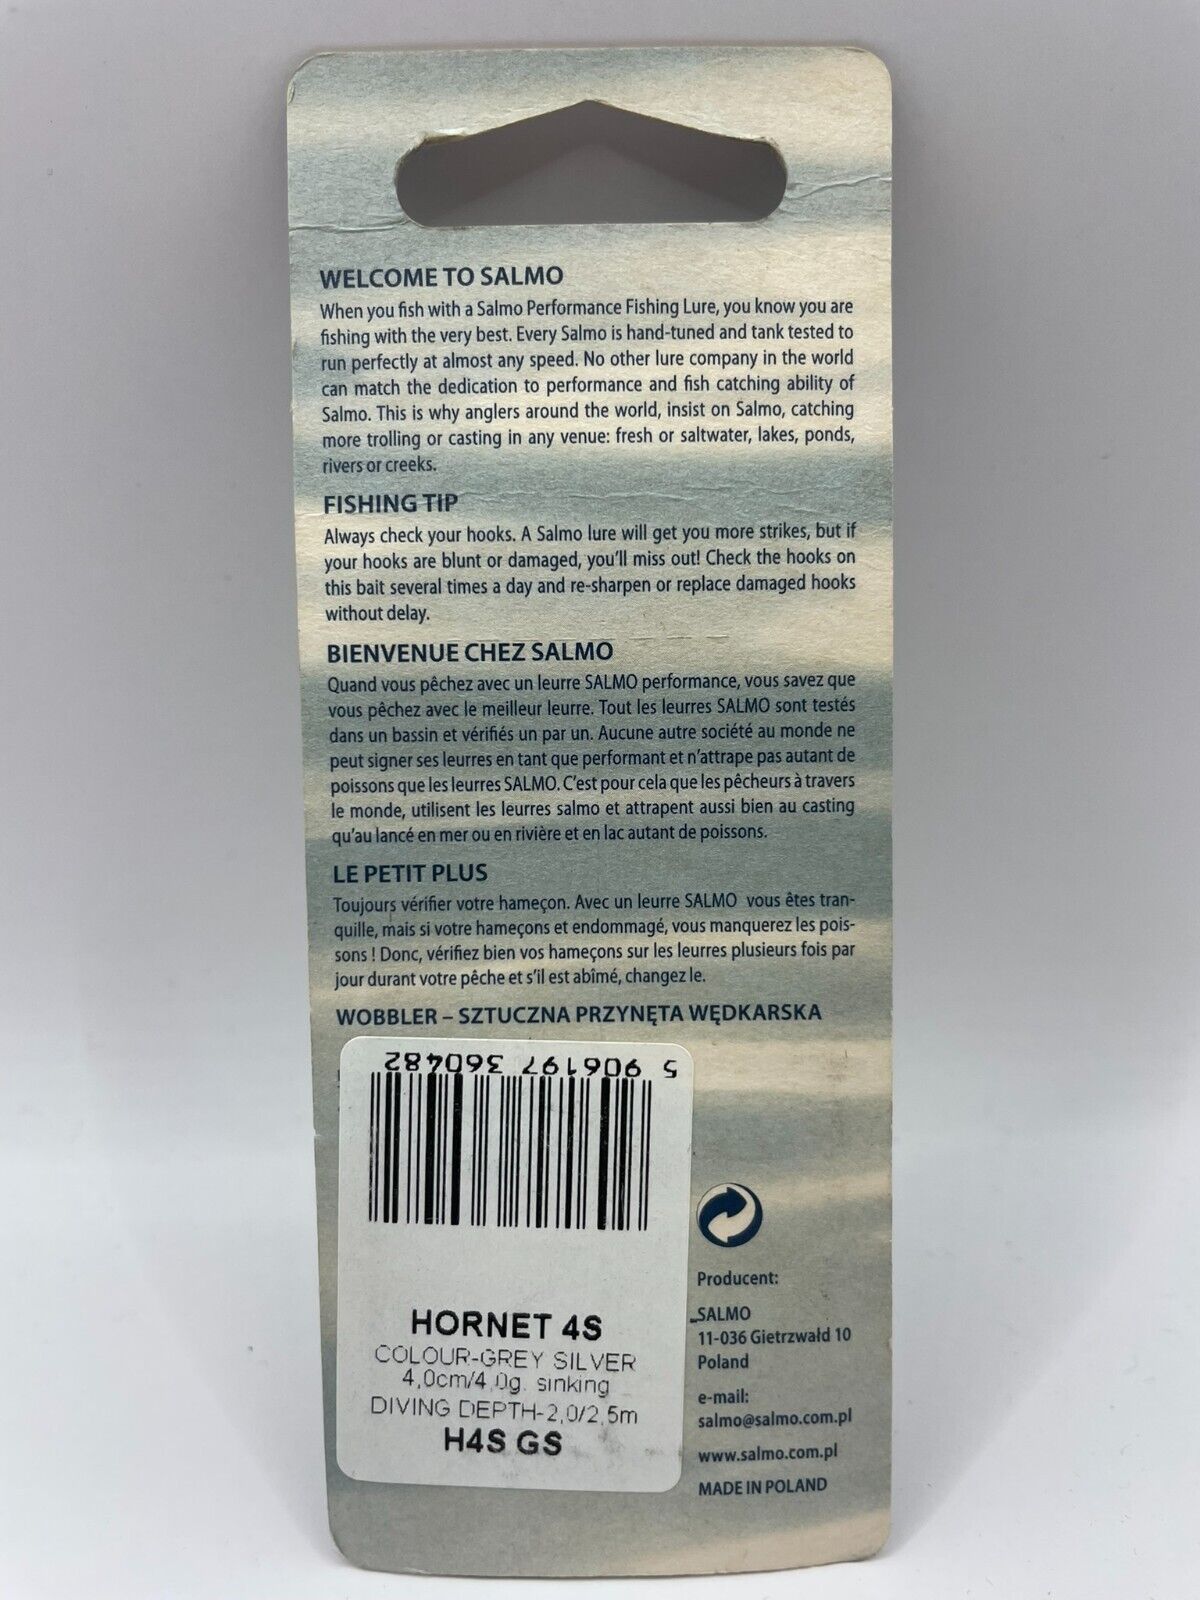 WELCOME TO SALMO
When you fish with a Salmo Performance Fishing Lure, you know you are
fishing with the very best. Every Salmo is hand-tuned and tank tested to
run perfectly at almost any speed. No other lure company in the world
can match the dedication to performance and fish catching ability of
Salmo. This is why anglers around the world, insist on Salmo, catching
more trolling or casting in any venue: fresh or saltwater, lakes, ponds,
rivers or creeks.
FISHING TIP
Always check your hooks. A Salmo lure will get you more strikes, but if
your hooks are blunt or damaged, you'll miss out! Check the hooks on
this bait several times a day and re-sharpen or replace damaged hooks
without delay.
BIENVENUE CHEZ SALMO
Quand vous pêchez avec un leurre SALMO performance, vous savez que
vous pêchez avec le meilleur leurre. Tout les leurres SALMO sont testés
dans un bassin et vérifiés un par un. Aucune autre société au monde ne
peut signer ses leurres en tant que performant et n'attrape pas autant de
poissons que les leurres SALMO. C'est pour cela que les pêcheurs à travers
le monde, utilisent les leurres salmo et attrapent aussi bien au casting
qu'au lancé en mer ou en rivière et en lac autant de poissons.
LE PETIT PLUS
Toujours vérifier votre hameçon. Avec un leurre SALMO vous êtes tran-
quille, mais si votre hameçons et endommagé, vous manquerez les pois-
sons ! Donc, vérifiez bien vos hameçons sur les leurres plusieurs fois par
jour durant votre pêche et s'il est abîmé, changez le.
WOBBLER – SZTUCZNA PRZYNĘTA WĘDKARSKA
5 906197 360482
HORNET 4S
COLOUR-GREY SILVER
4,0cm/4,0g. sinking
DIVING DEPTH-2,0/2,5m
H4S GS
Producent:
SALMO
11-036 Gietrzwałd 10
Poland
e-mail:
salmo@salmo.com.pl
www.salmo.com.pl
MADE IN POLAND